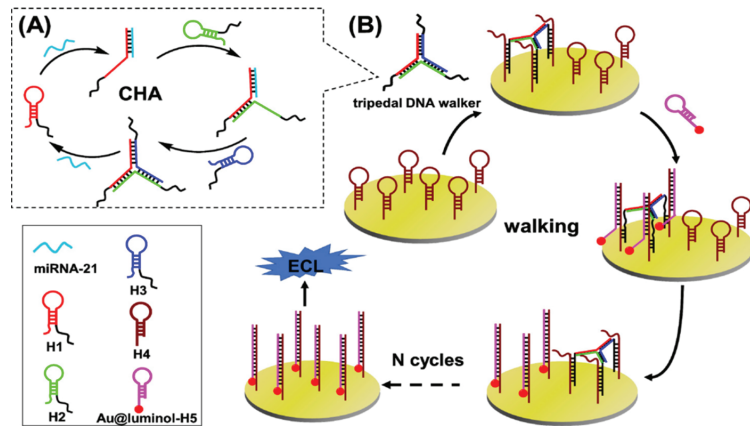 (A)
CHA
(B)
tripedal DNA walker
walking
ECL
N cycles
miRNA-21
H3
H1
H4
H2
Au@luminol-H5